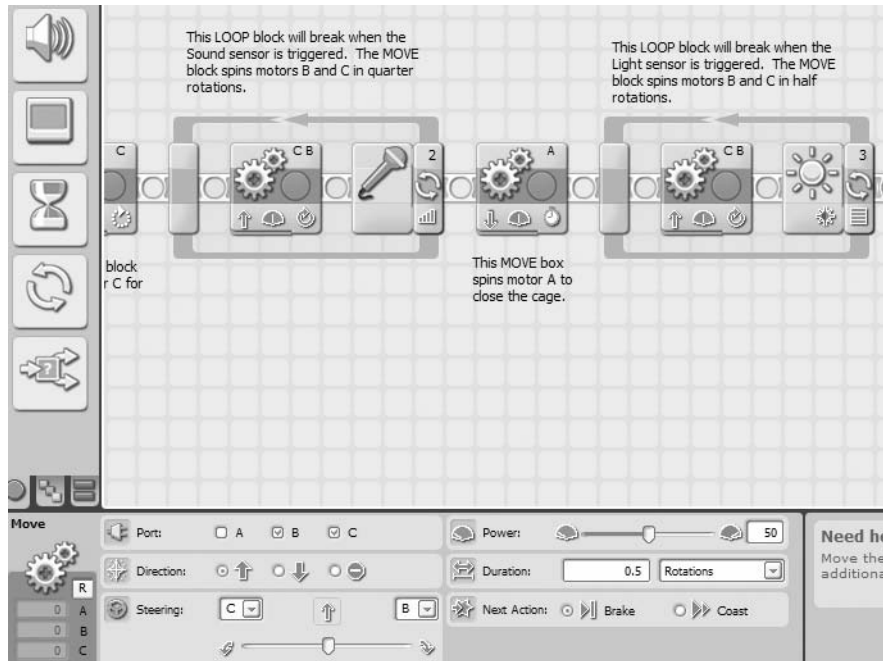 This LOOP block will break when the
Sound sensor is triggered. The MOVE
block spins motors B and C in quarter
rotations.
This LOOP block will break when the
Light sensor is triggered. The MOVE
block spins motors B and C in half
rotations.
C
C B
2
A
C B
3
block
r C for
This MOVE box
spins motor A to
close the cage.
Move
R
0 A
0 B
0 C
Port: A B C
Direction:
Steering: C B
Power: 50
Duration: 0.5 Rotations
Next Action: Brake Coast
Need he
Move the
additiona